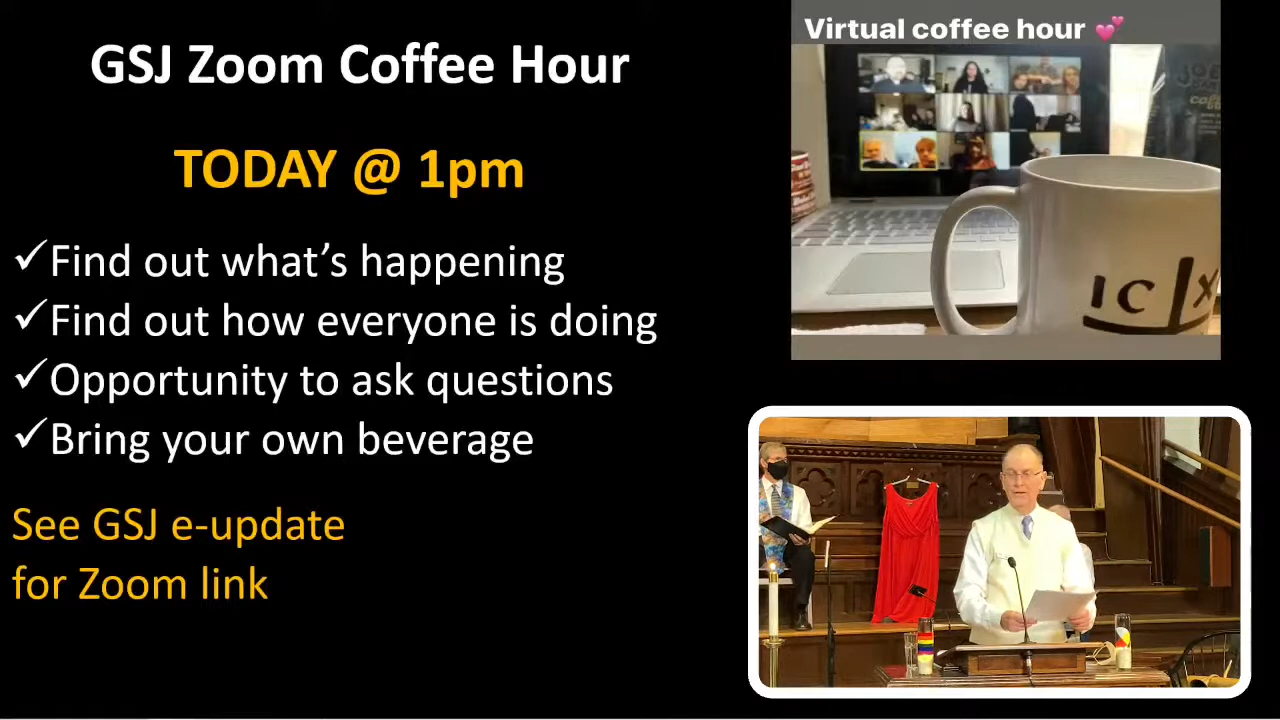 GSJ Zoom Coffee Hour
TODAY @ 1pm
✓Find out what’s happening
✓Find out how everyone is doing
✓Opportunity to ask questions
✓Bring your own beverage
See GSJ e-update
for Zoom link
Virtual coffee hour 💕
IC X